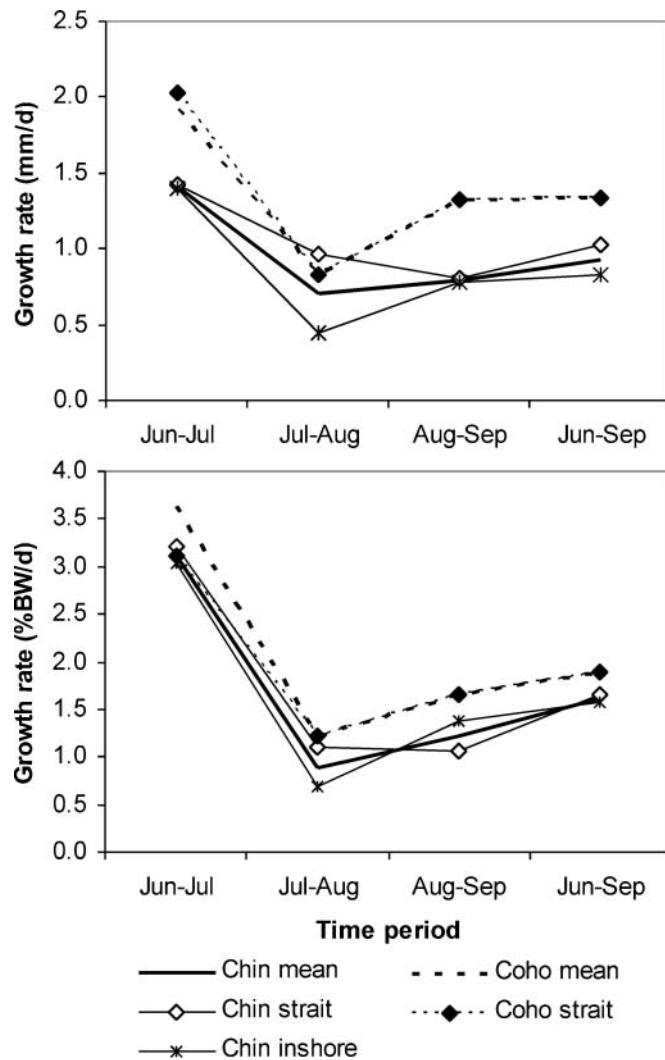 Growth rate (mm/d)
2.5
2.0
1.5
1.0
0.5
0.0
Jun-Jul Jul-Aug Aug-Sep Jun-Sep
Growth rate (%BW/d)
4.0
3.5
3.0
2.5
2.0
1.5
1.0
0.5
0.0
Jun-Jul Jul-Aug Aug-Sep Jun-Sep
Time period
Chin mean Coho mean
Chin strait Coho strait
Chin inshore